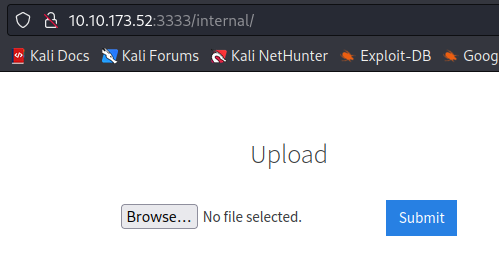 10.10.173.52:3333/internal/
Kali Docs Kali Forums Kali NetHunter Exploit-DB Goog
Upload
Browse... No file selected. Submit